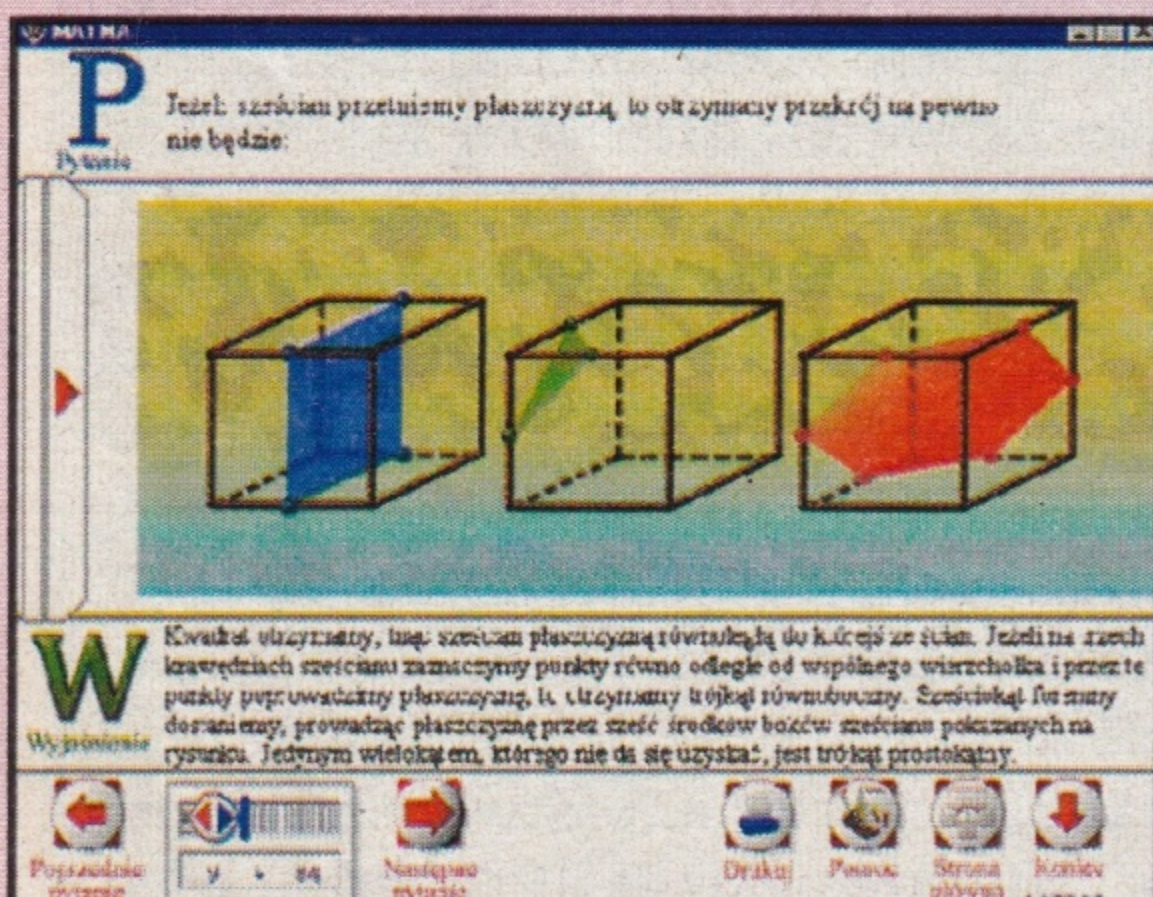 MATMA
P
Jeżeli sześcian przetniemy płaszczyzną, to otrzymany przekrój na pewno
nie będzie:
Pytanie
W
Wyjaśnienie
Kwadrat otrzymamy, tnąc sześcian płaszczyzną równoległą do którejś ze ścian. Jeżeli na trzech
krawędziach sześcianu zaznaczymy punkty równo odległe od wspólnego wierzchołka i przez te
punkty poprowadzimy płaszczyznę, to otrzymamy trójkąt równoboczny. Sześciokąt foremny
dostaniemy, prowadząc płaszczyznę przez sześć środków boków sześcianu pokazanych na
rysunku. Jedynym wielokątem, którego nie da się uzyskać, jest trójkąt prostokątny.
Poprzednie
pytanie
Następne
pytanie
Drukuj
Pomoc
Strona
główna
Koniec